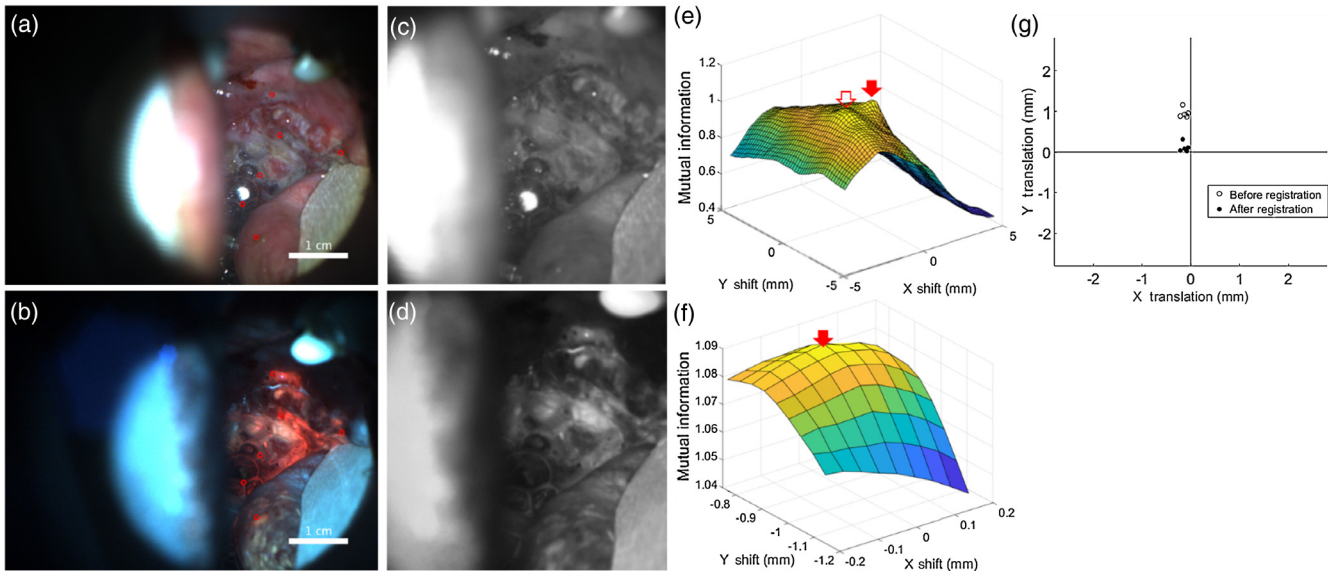 (a)
1 cm
(b)
1 cm
(c)
(d)
(e)
Mutual information
1.2
1
0.8
0.6
0.4
5
0
-5
Y shift (mm)
-5
0
5
X shift (mm)
(f)
Mutual information
1.09
1.08
1.07
1.06
1.05
1.04
-0.8
-0.9
-1
-1.1
-1.2
Y shift (mm)
-0.2
-0.1
0
0.1
0.2
X shift (mm)
(g)
Y translation (mm)
2
1
0
-1
-2
Before registration
After registration
-2
-1
0
1
2
X translation (mm)